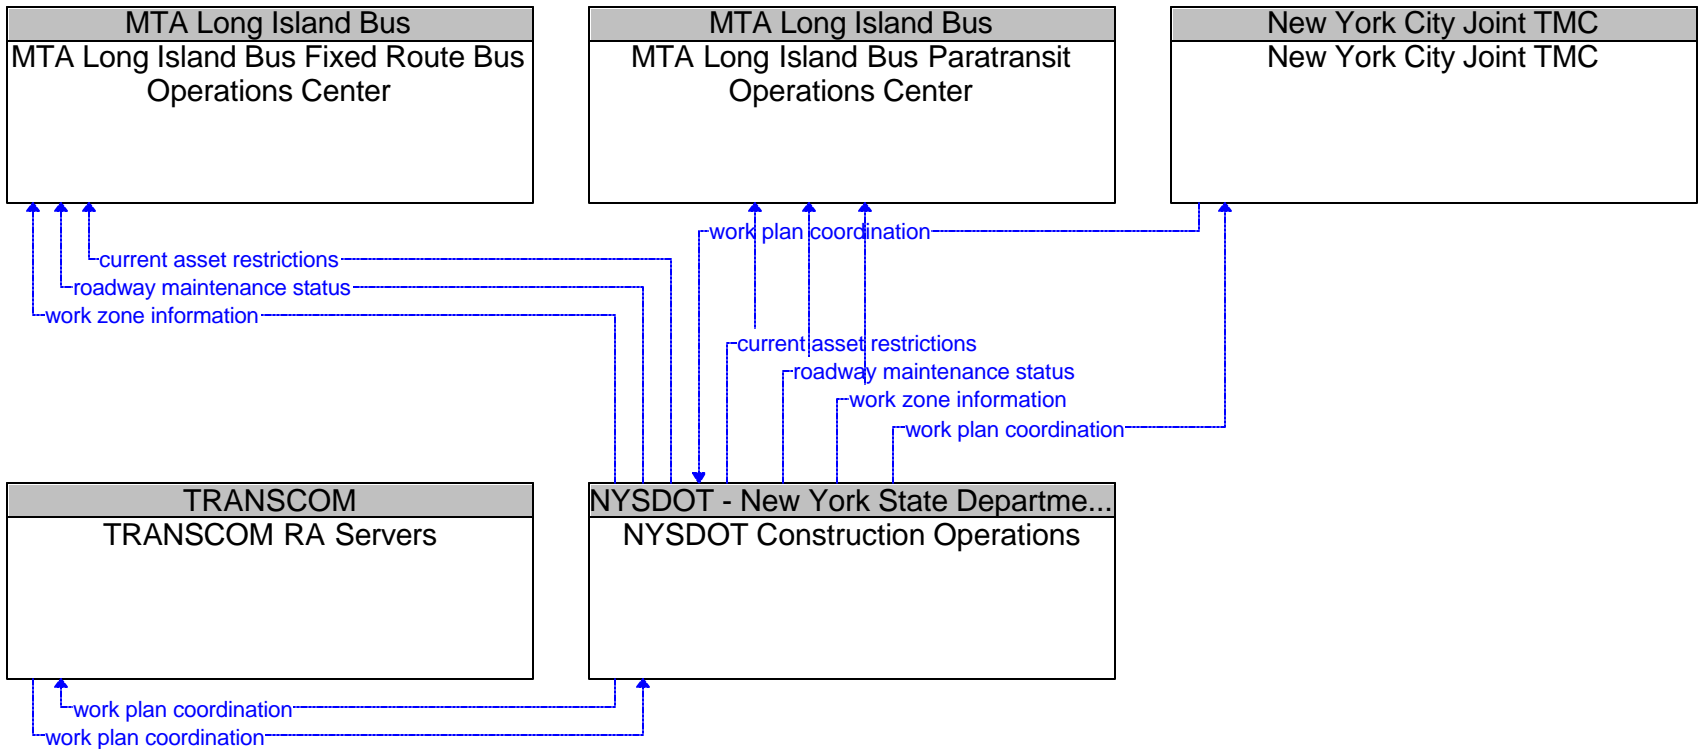 MTA Long Island Bus
MTA Long Island Bus Fixed Route Bus
Operations Center
MTA Long Island Bus
MTA Long Island Bus Paratransit
Operations Center
New York City Joint TMC
New York City Joint TMC
work plan coordination
current asset restrictions
roadway maintenance status
work zone information
current asset restrictions
roadway maintenance status
work zone information
work plan coordination
TRANSCOM
TRANSCOM RA Servers
NYSDOT - New York State Departme...
NYSDOT Construction Operations
work plan coordination
work plan coordination